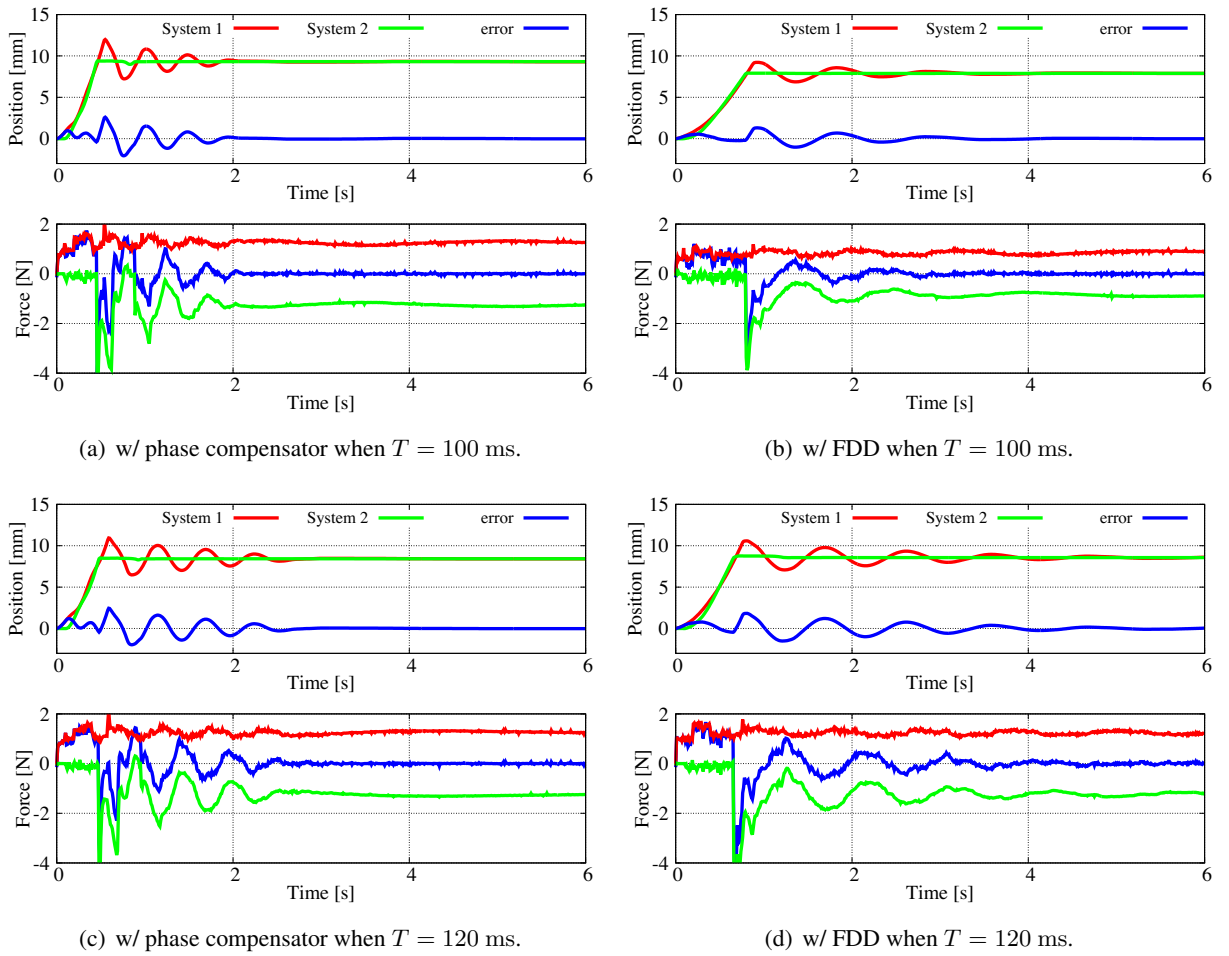 15
System 1
System 2
error
Position [mm]
10
5
0
0 2 4 6
Time [s]
2
0
-2
-4
Force [N]
0 2 4 6
Time [s]
(a) w/ phase compensator when T = 100 ms.
15
System 1
System 2
error
Position [mm]
10
5
0
0 2 4 6
Time [s]
2
0
-2
-4
Force [N]
0 2 4 6
Time [s]
(b) w/ FDD when T = 100 ms.
15
System 1
System 2
error
Position [mm]
10
5
0
0 2 4 6
Time [s]
2
0
-2
-4
Force [N]
0 2 4 6
Time [s]
(c) w/ phase compensator when T = 120 ms.
15
System 1
System 2
error
Position [mm]
10
5
0
0 2 4 6
Time [s]
2
0
-2
-4
Force [N]
0 2 4 6
Time [s]
(d) w/ FDD when T = 120 ms.